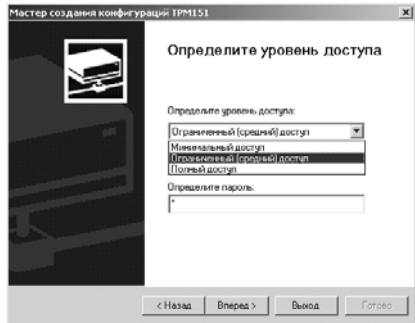 Мастер создания конфигураций ТРМ151
Определите уровень доступа
Определите уровень доступа:
Ограниченный (средний) доступ
Минимальный доступ
Ограниченный (средний) доступ
Полный доступ
Определите пароль:
*
< Назад
Вперед >
Выход
Готово